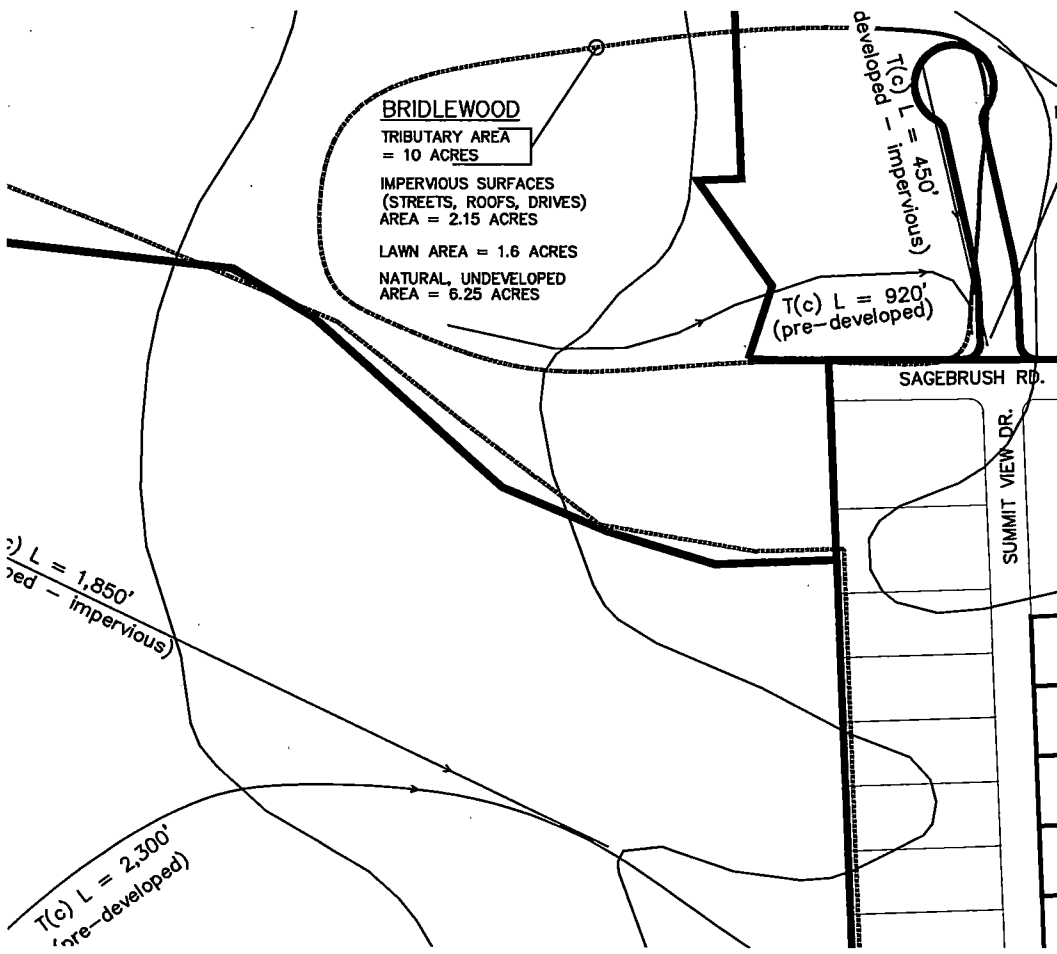 BRIDLEWOOD
TRIBUTARY AREA
= 10 ACRES
IMPERVIOUS SURFACES
(STREETS, ROOFS, DRIVES)
AREA = 2.15 ACRES
LAWN AREA = 1.6 ACRES
NATURAL, UNDEVELOPED
AREA = 6.25 ACRES
T(c) L = 450'
developed – impervious)
T(c) L = 920'
(pre–developed)
SAGEBRUSH RD.
SUMMIT VIEW DR.
c) L = 1,850'
ped – impervious)
T(c) L = 2,300'
(pre–developed)